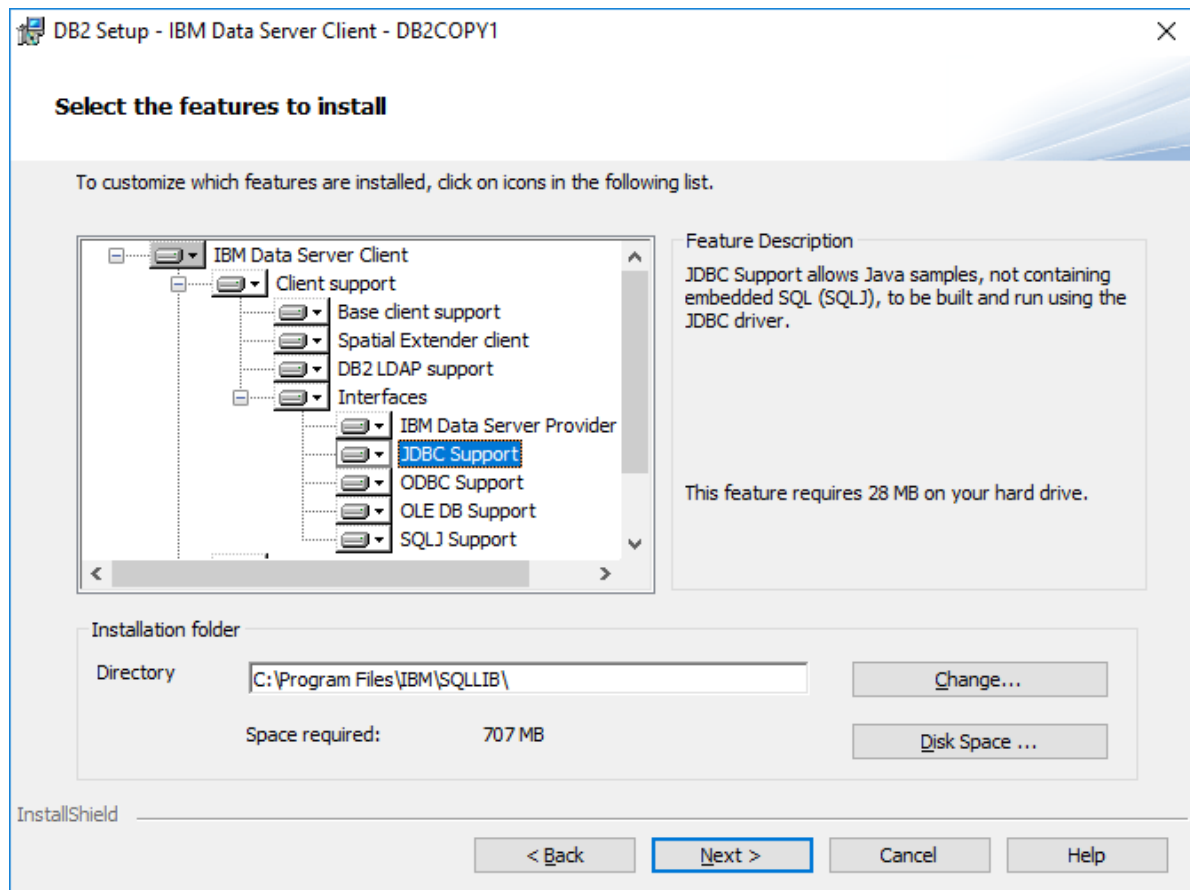 DB2 Setup - IBM Data Server Client - DB2COPY1
Select the features to install
To customize which features are installed, click on icons in the following list.
IBM Data Server Client
Client support
Base client support
Spatial Extender client
DB2 LDAP support
Interfaces
IBM Data Server Provider
JDBC Support
ODBC Support
OLE DB Support
SQLJ Support
Feature Description
JDBC Support allows Java samples, not containing
embedded SQL (SQLJ), to be built and run using the
JDBC driver.
This feature requires 28 MB on your hard drive.
Installation folder
Directory
C:\Program Files\IBM\SQLLIB\
Change...
Space required: 707 MB
Disk Space ...
InstallShield
< Back
Next >
Cancel
Help